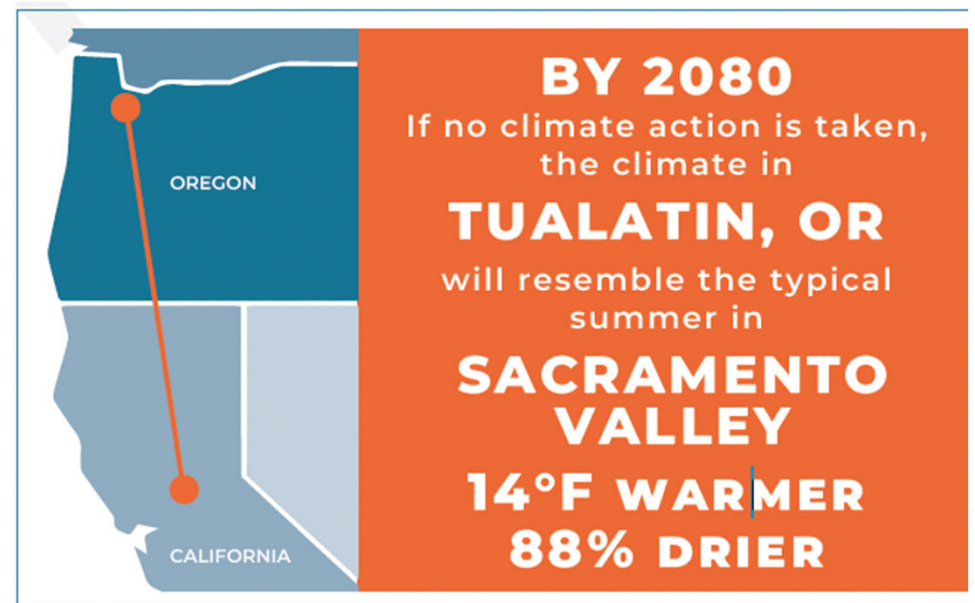 OREGON
CALIFORNIA
BY 2080
If no climate action is taken,
the climate in
TUALATIN, OR
will resemble the typical
summer in
SACRAMENTO
VALLEY
14°F WARMER
88% DRIER